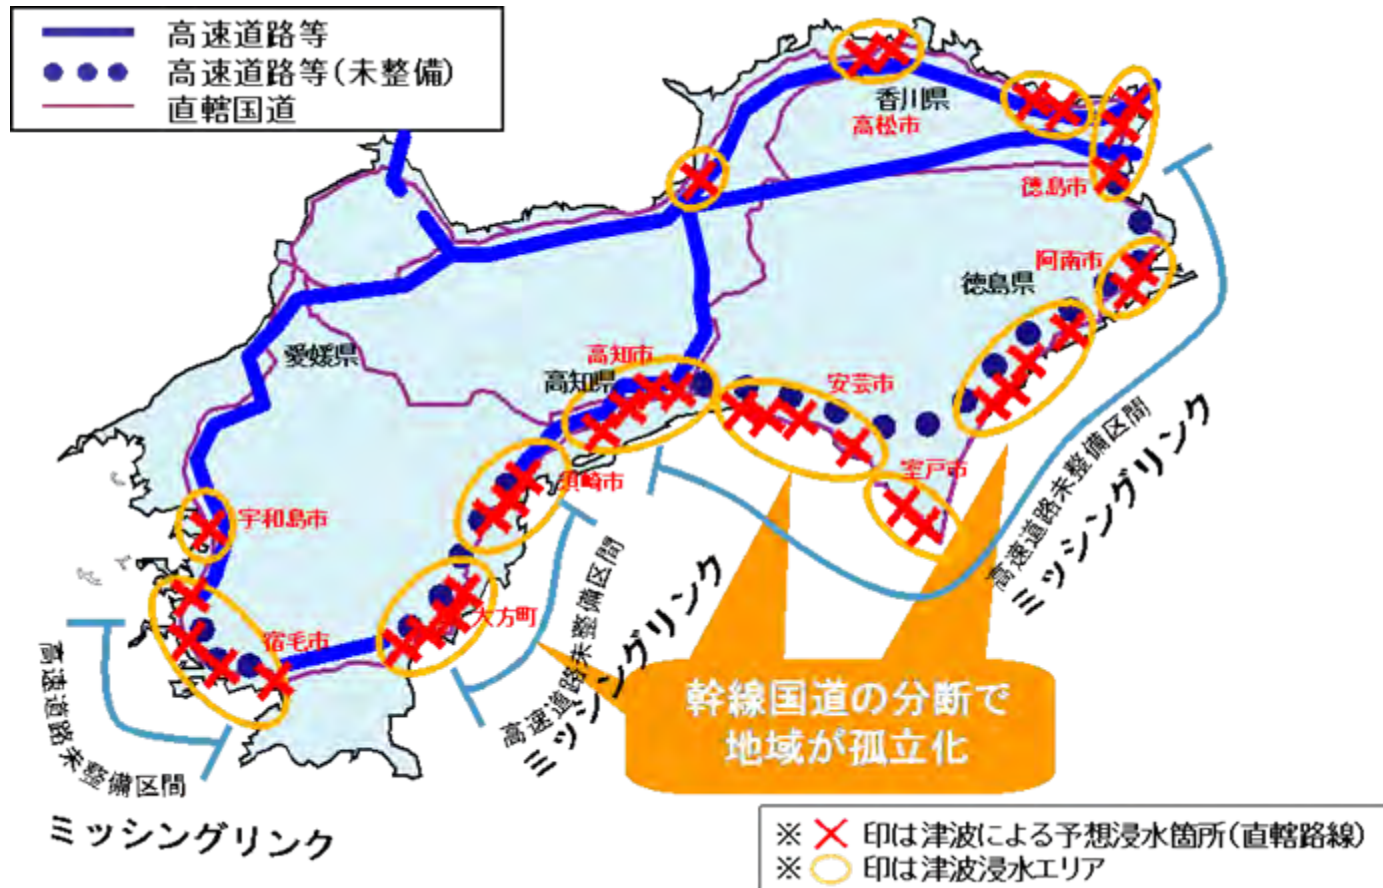 高速道路等
高速道路等(未整備)
直轄国道
香川県
高松市
徳島市
阿南市
徳島県
愛媛県
高知市
高知県
安芸市
室戸市
須崎市
宇和島市
大方町
宿毛市
高速道路未整備区間
ミッシングリンク
高速道路未整備区間
ミッシングリンク
高速道路未整備区間
ミッシングリンク
幹線国道の分断で
地域が孤立化
※ 印は津波による予想浸水箇所(直轄路線)
※ 印は津波浸水エリア